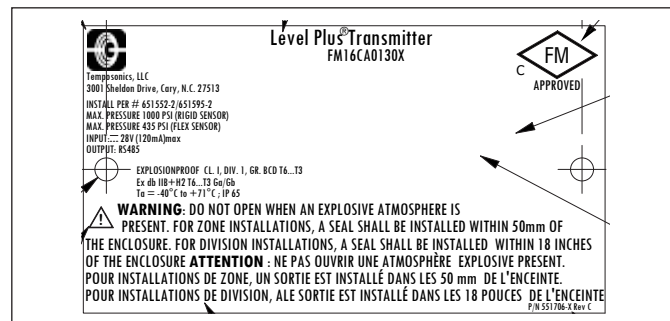 Level Plus® Transmitter
FM16CA0130X
FM
C
APPROVED
Temposonics, LLC
3001 Sheldon Drive, Cary, N.C. 27513
INSTALL PER # 651552-2/651595-2
MAX. PRESSURE 1000 PSI (RIGID SENSOR)
MAX. PRESSURE 435 PSI (FLEX SENSOR)
INPUT:⎓ 28V (120mA)max
OUTPUT: RS485
EXPLOSIONPROOF CL. I, DIV. 1, GR. BCD T6...T3
Ex db IIB+H2 T6...T3 Ga/Gb
Ta = -40°C to +71°C ; IP 65
WARNING: DO NOT OPEN WHEN AN EXPLOSIVE ATMOSPHERE IS
PRESENT. FOR ZONE INSTALLATIONS, A SEAL SHALL BE INSTALLED WITHIN 50mm OF
THE ENCLOSURE. FOR DIVISION INSTALLATIONS, A SEAL SHALL BE INSTALLED WITHIN 18 INCHES
OF THE ENCLOSURE ATTENTION : NE PAS OUVRIR UNE ATMOSPHÈRE EXPLOSIVE PRESENT.
POUR INSTALLATIONS DE ZONE, UN SORTIE EST INSTALLÉ DANS LES 50 mm DE L'ENCEINTE.
POUR INSTALLATIONS DE DIVISION, ALE SORTIE EST INSTALLÉ DANS LES 18 POUCES DE L'ENCEINTE
P/N 551706-X Rev C